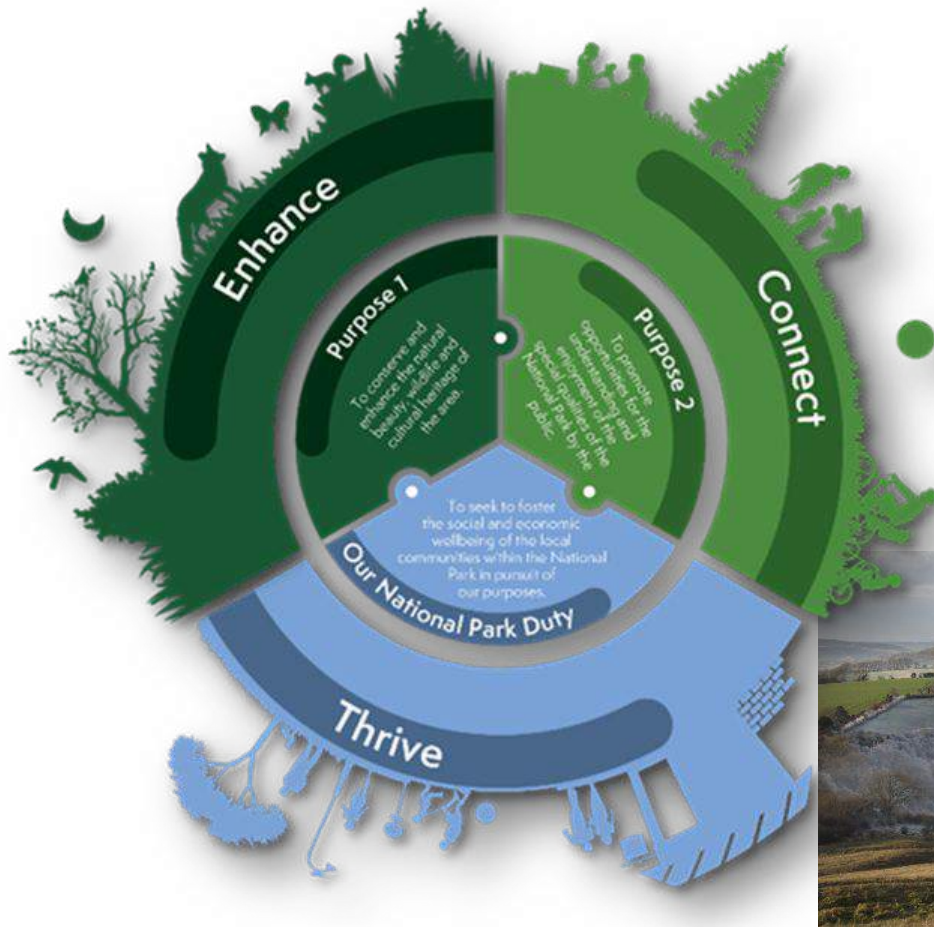 Enhance
Purpose 1
To conserve and
enhance the natural
beauty, wildlife and
cultural heritage of
the area.
Connect
Purpose 2
To promote
opportunities for the
understanding and
enjoyment of the
special qualities of the
National Park by the
public.
To seek to foster
the social and economic
wellbeing of the local
communities within the National
Park in pursuit of
our purposes.
Our National Park Duty
Thrive